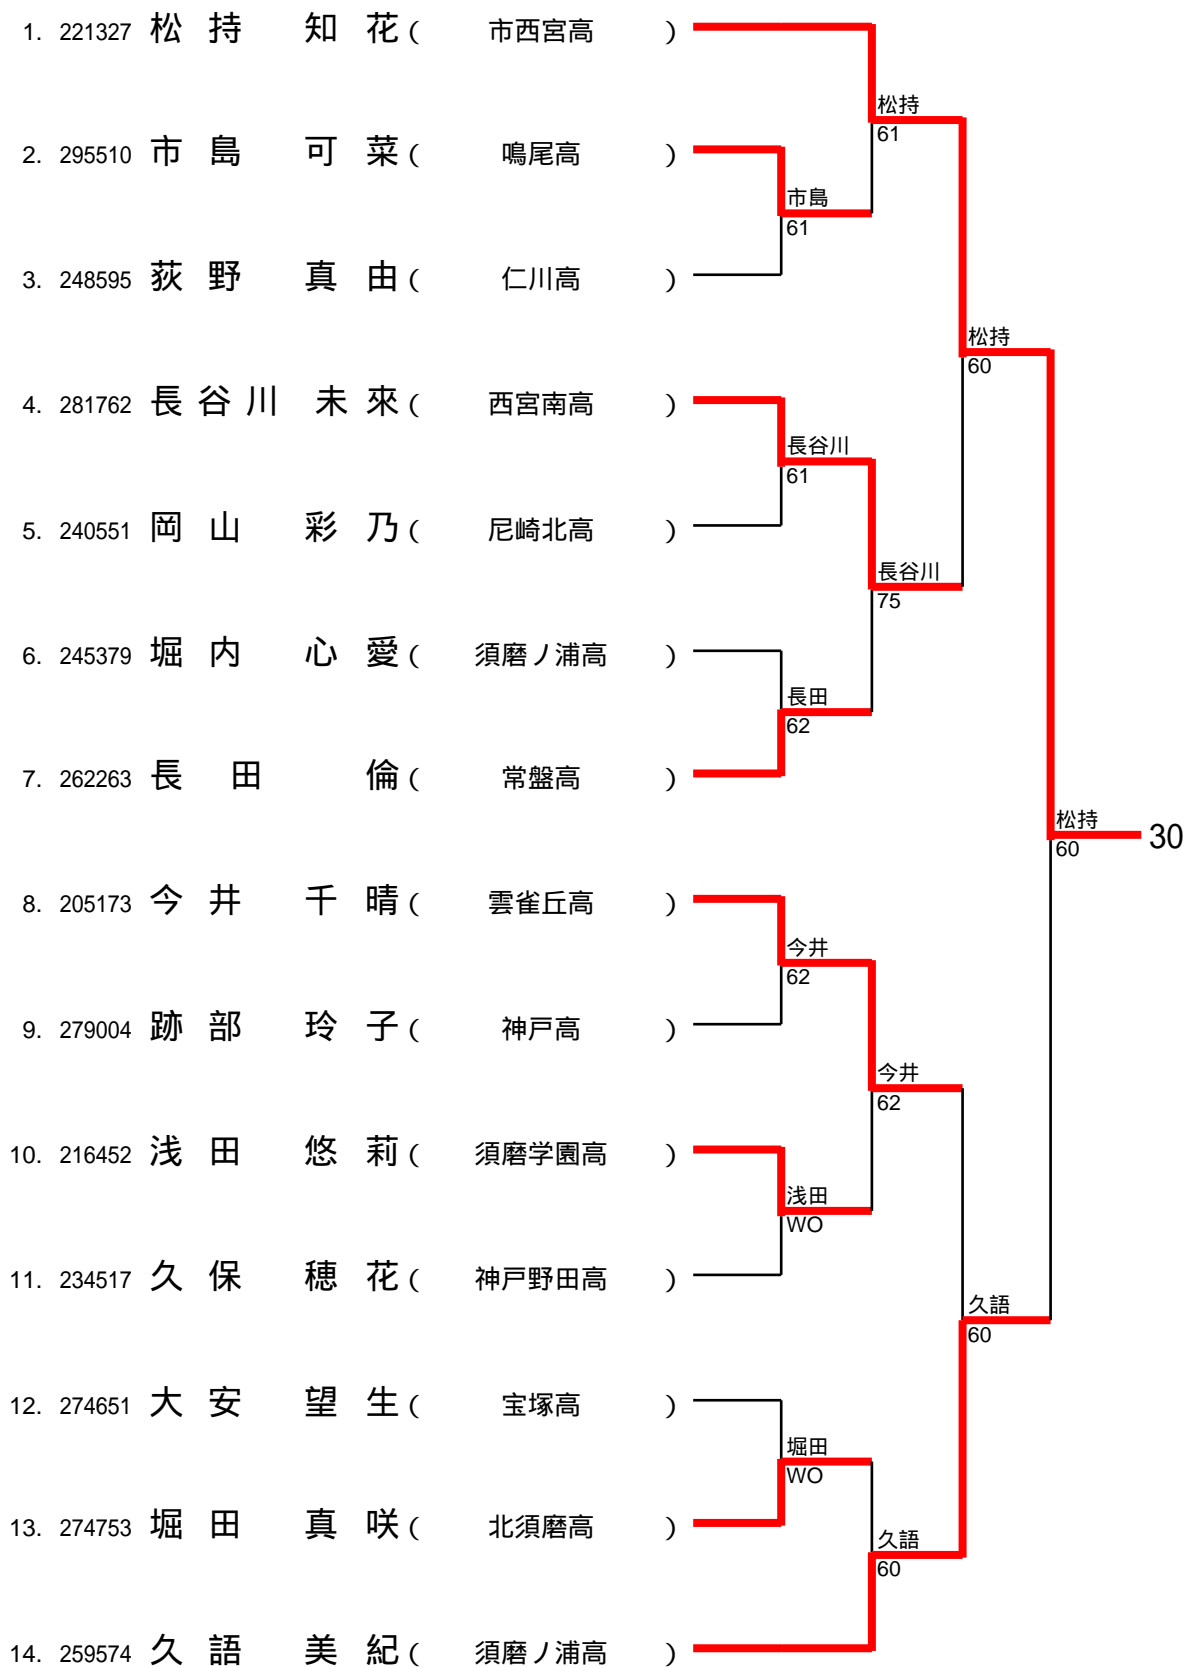 1. 221327 松持 知花 ( 市西宮高 )
松持
61
2. 295510 市島 可菜 ( 鳴尾高 )
市島
61
3. 248595 荻野 真由 ( 仁川高 )
松持
60
4. 281762 長谷川 未來 ( 西宮南高 )
長谷川
61
5. 240551 岡山 彩乃 ( 尼崎北高 )
長谷川
75
6. 245379 堀内 心愛 ( 須磨ノ浦高 )
長田
62
7. 262263 長田 倫 ( 常盤高 )
松持
60
30
8. 205173 今井 千晴 ( 雲雀丘高 )
今井
62
9. 279004 跡部 玲子 ( 神戸高 )
今井
62
10. 216452 浅田 悠莉 ( 須磨学園高 )
浅田
WO
11. 234517 久保 穂花 ( 神戸野田高 )
久語
60
12. 274651 大安 望生 ( 宝塚高 )
堀田
WO
13. 274753 堀田 真咲 ( 北須磨高 )
久語
60
14. 259574 久語 美紀 ( 須磨ノ浦高 )